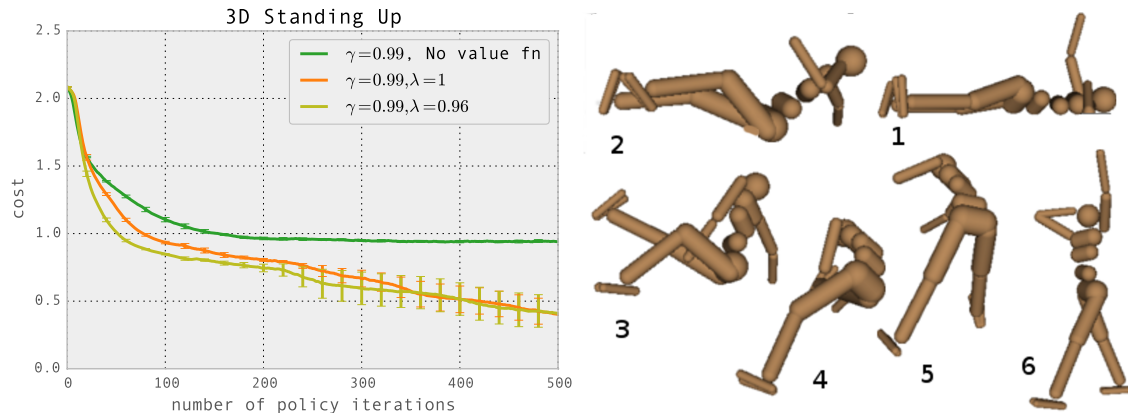 3D Standing Up
2.5
2.0
1.5
1.0
0.5
0.0
cost
γ=0.99, No value fn
γ=0.99,λ=1
γ=0.99,λ=0.96
0 100 200 300 400 500
number of policy iterations
2 1
3 4 5 6